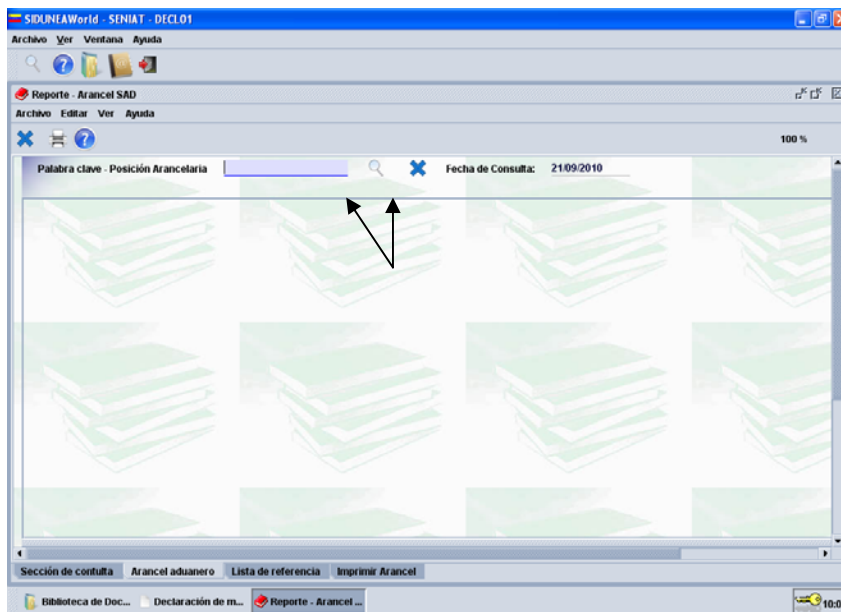 SIDUNEAWorld - SENIAT - DECL01
Archivo Ver Ventana Ayuda
Reporte - Arancel SAD
Archivo Editar Ver Ayuda
100 %
Palabra clave - Posición Arancelaria
Fecha de Consulta: 21/09/2010
Sección de contulta Arancel aduanero Lista de referencia Imprimir Arancel
Biblioteca de Doc... Declaración de m... Reporte - Arancel ...